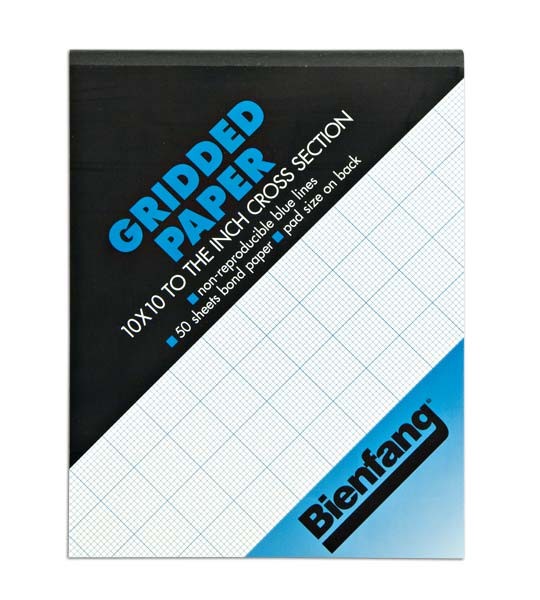 GRIDDED
PAPER
10X10 TO THE INCH CROSS SECTION
■ non-reproducible blue lines
■ 50 sheets bond paper ■ pad size on back
Bienfang®